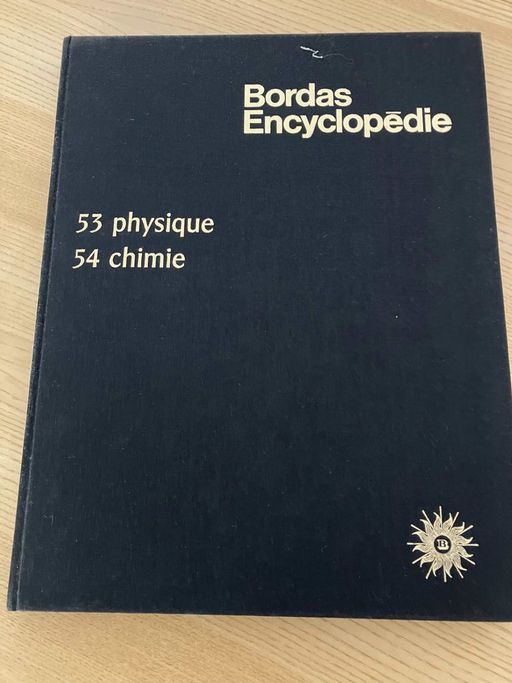 Bordas
Encyclopēdie
53 physique
54 chimie
B